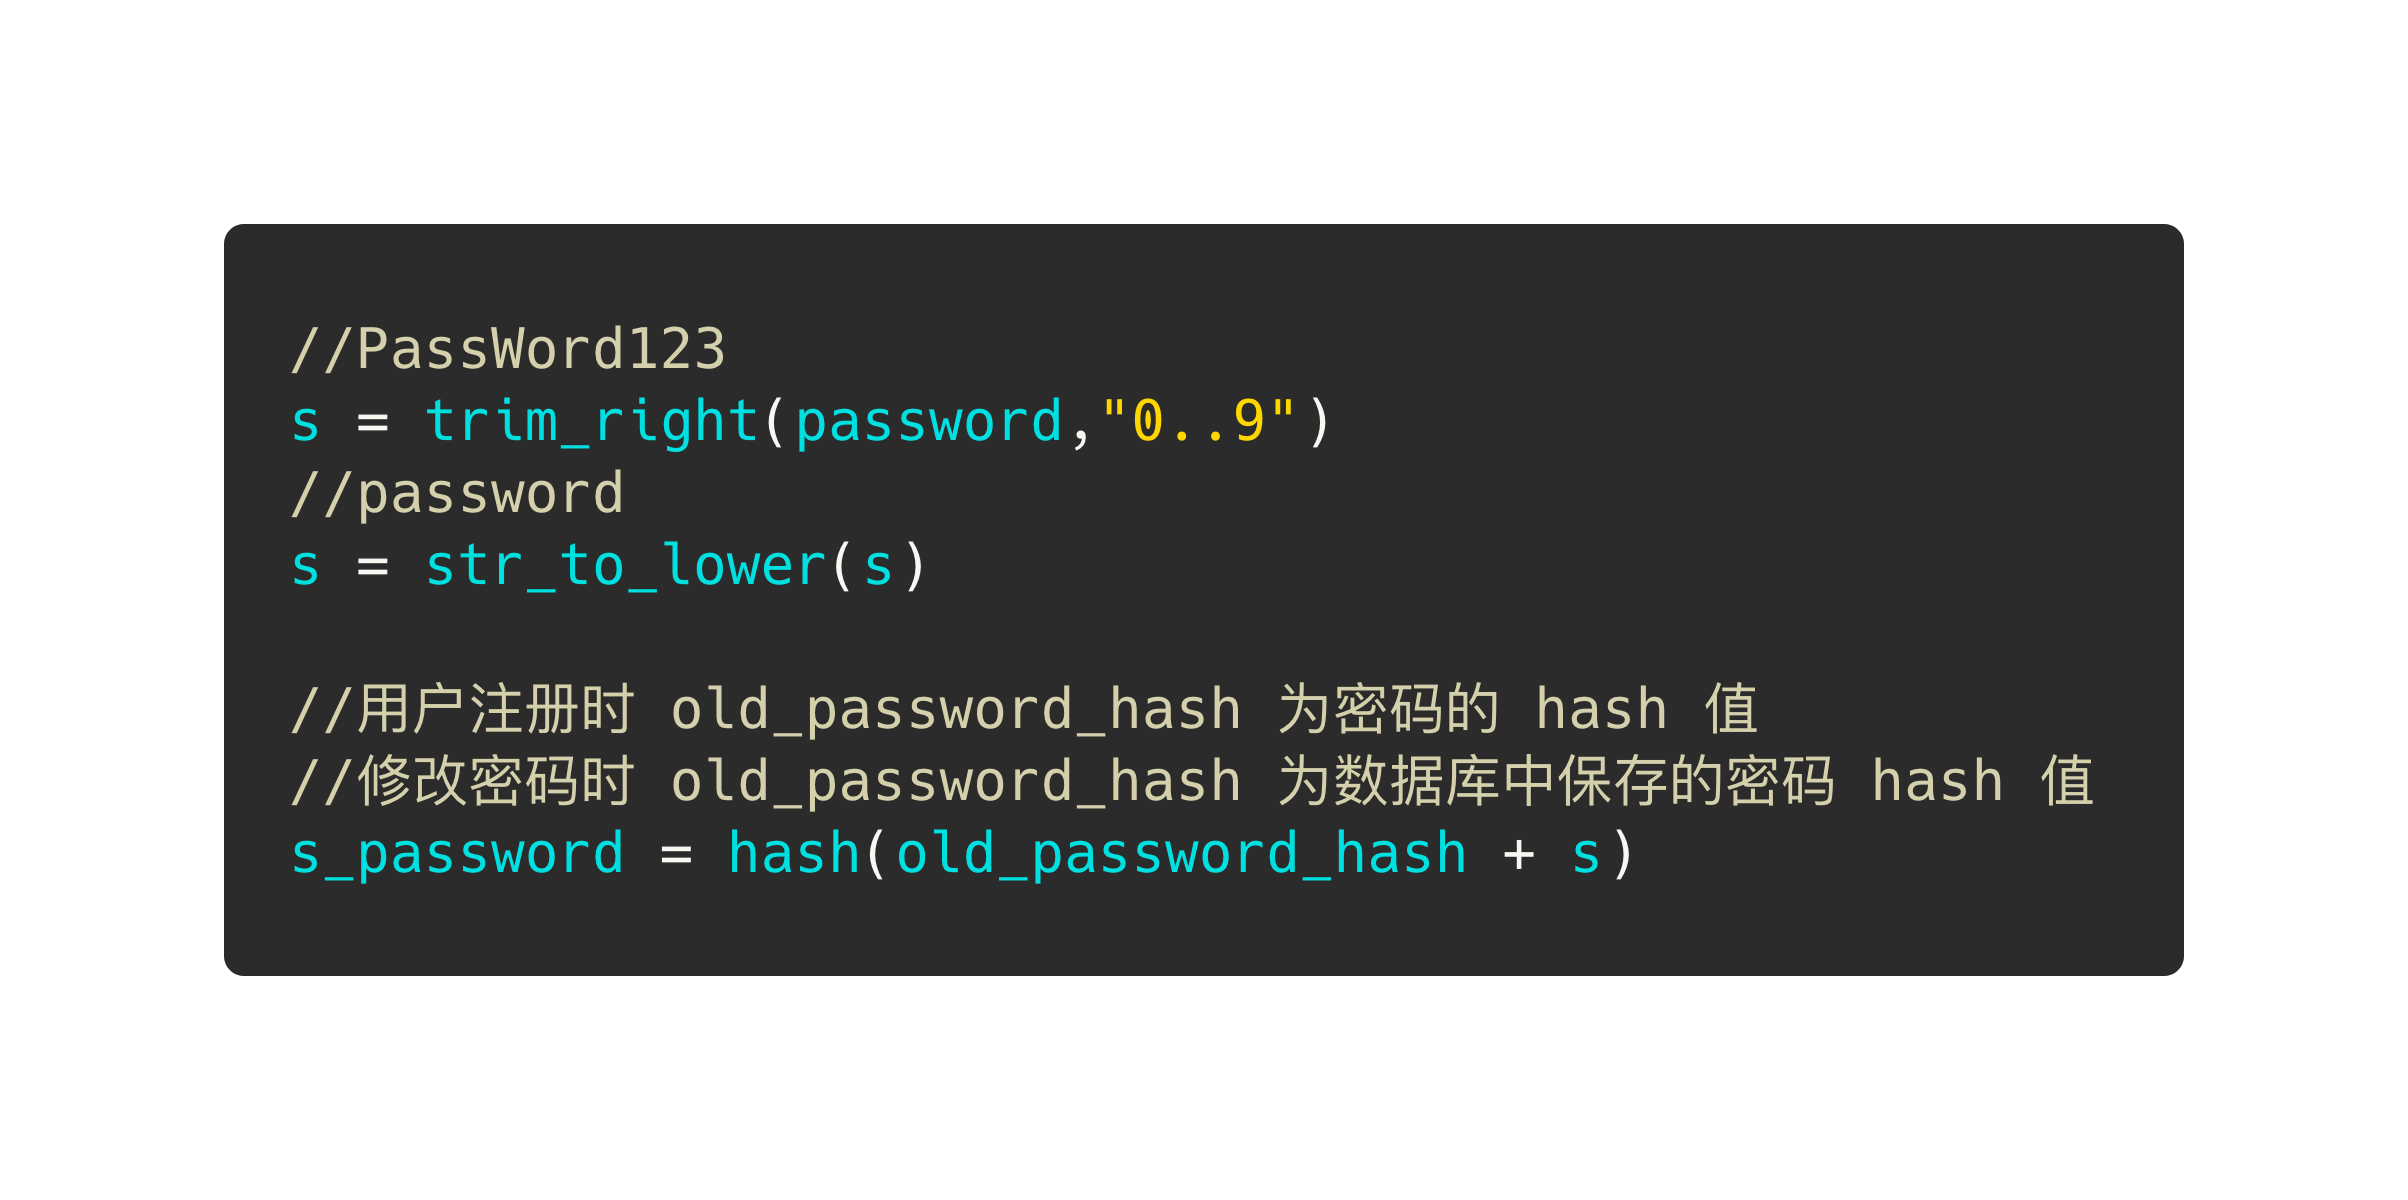 //PassWord123
s = trim_right(password,"0..9")
//password
s = str_to_lower(s)
//用户注册时 old_password_hash 为密码的 hash 值
//修改密码时 old_password_hash 为数据库中保存的密码 hash 值
s_password = hash(old_password_hash + s)